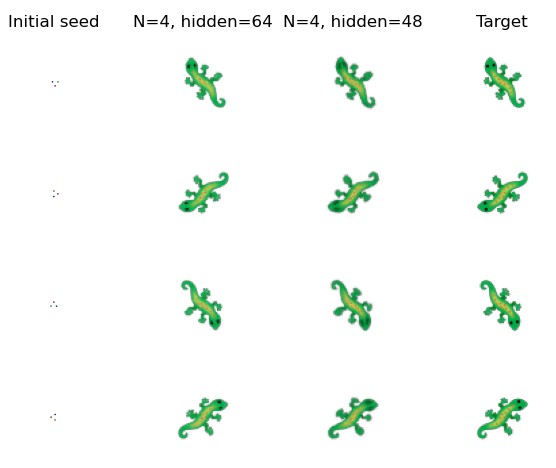 Initial seed N=4, hidden=64 N=4, hidden=48 Target